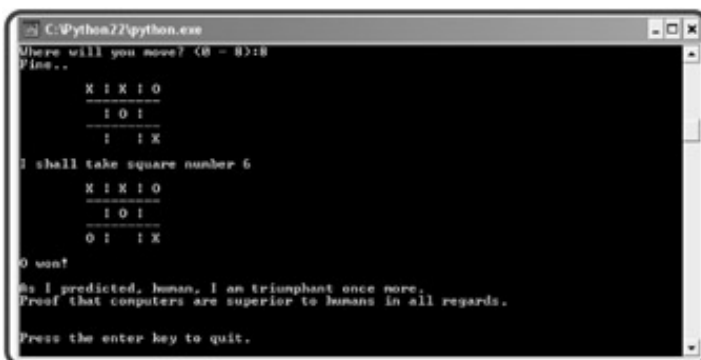 C:\Python22\python.exe
Where will you move? (0 - 8):8
Fine..
X | X | O
---------
| O |
---------
| | X
I shall take square number 6
X | X | O
---------
| O |
---------
O | | X
O won!
As I predicted, human, I am triumphant once more.
Proof that computers are superior to humans in all regards.
Press the enter key to quit.